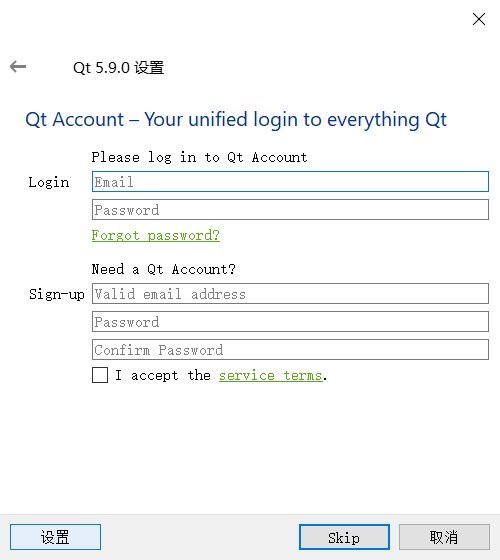 Qt 5.9.0 设置
Qt Account – Your unified login to everything Qt
Please log in to Qt Account
Login
Email
Password
Forgot password?
Need a Qt Account?
Sign-up
Valid email address
Password
Confirm Password
I accept the service terms.
设置
Skip
取消